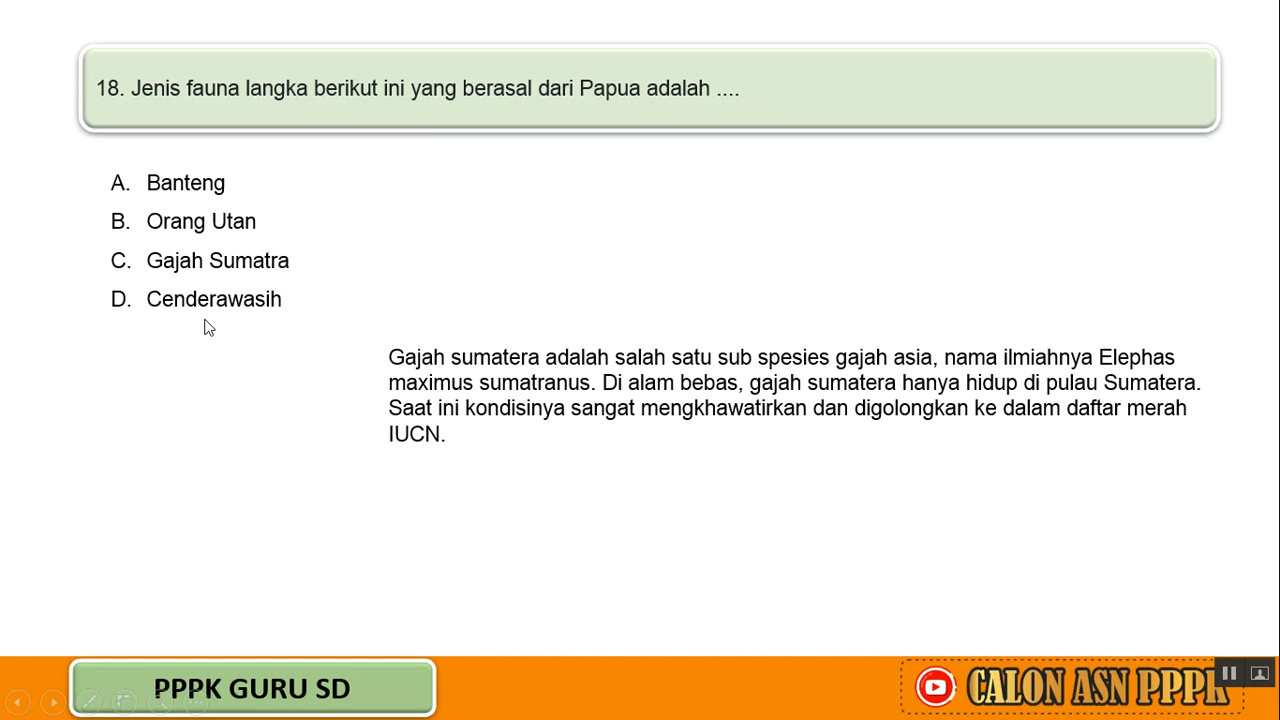 18. Jenis fauna langka berikut ini yang berasal dari Papua adalah ....
A. Banteng
B. Orang Utan
C. Gajah Sumatra
D. Cenderawasih
Gajah sumatera adalah salah satu sub spesies gajah asia, nama ilmiahnya Elephas
maximus sumatranus. Di alam bebas, gajah sumatera hanya hidup di pulau Sumatera.
Saat ini kondisinya sangat mengkhawatirkan dan digolongkan ke dalam daftar merah
IUCN.
PPPK GURU SD
CALON ASN PPPK